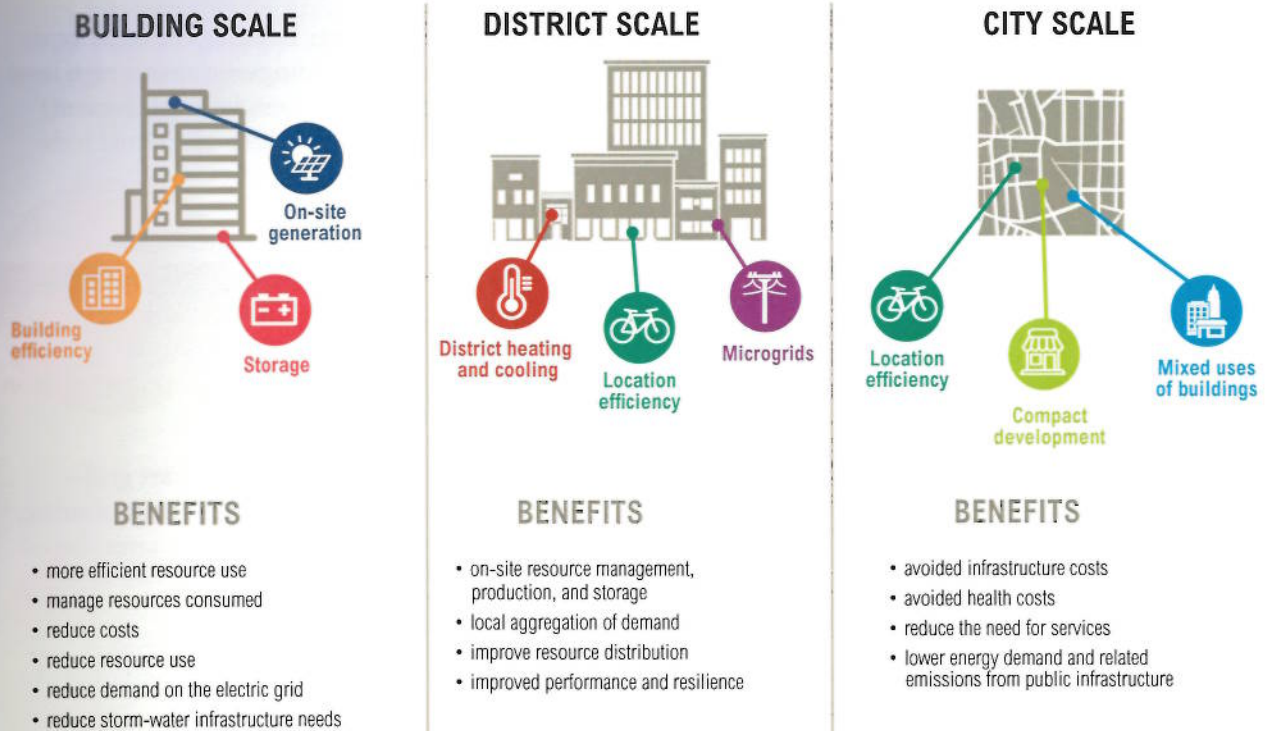 BUILDING SCALE
On-site
generation
Building
efficiency
Storage
BENEFITS
• more efficient resource use
• manage resources consumed
• reduce costs
• reduce resource use
• reduce demand on the electric grid
• reduce storm-water infrastructure needs
DISTRICT SCALE
District heating
and cooling
Location
efficiency
Microgrids
BENEFITS
• on-site resource management,
production, and storage
• local aggregation of demand
• improve resource distribution
• improved performance and resilience
CITY SCALE
Location
efficiency
Compact
development
Mixed uses
of buildings
BENEFITS
• avoided infrastructure costs
• avoided health costs
• reduce the need for services
• lower energy demand and related
emissions from public infrastructure